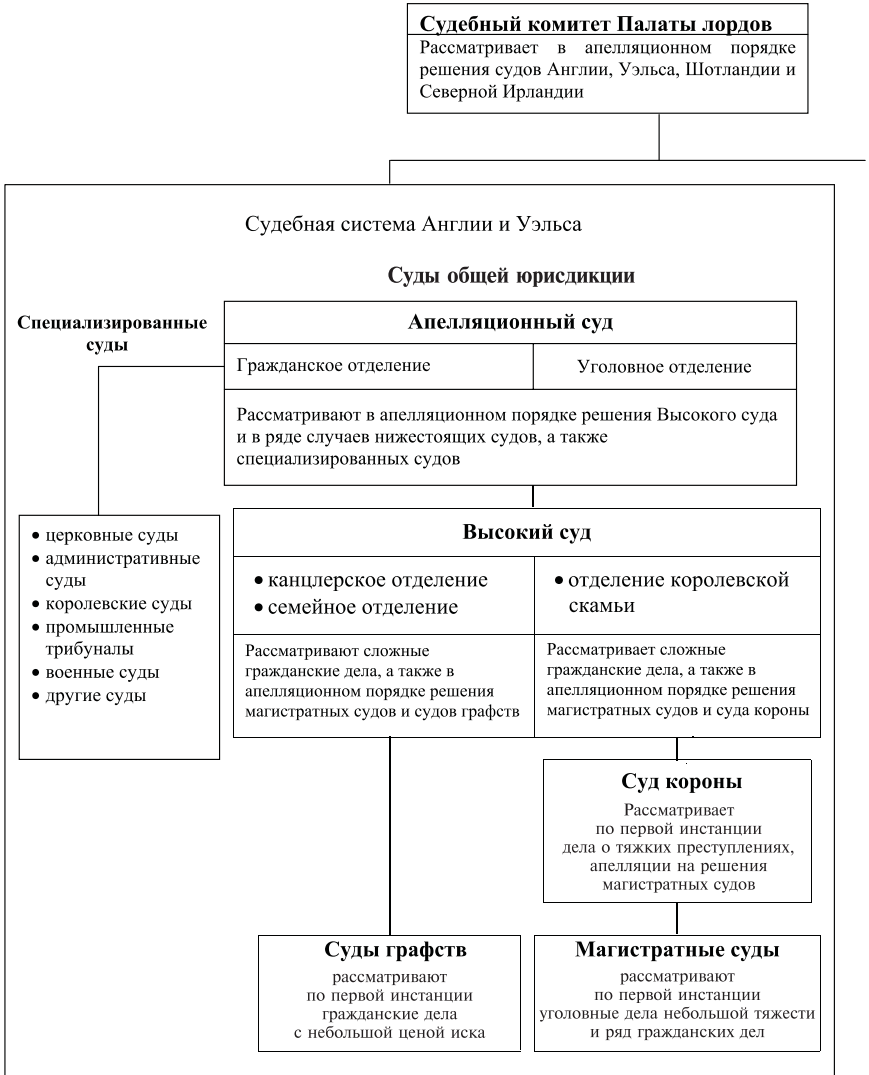 Судебный комитет Палаты лордов
Рассматривает в апелляционном порядке
решения судов Англии, Уэльса, Шотландии и
Северной Ирландии
Судебная система Англии и Уэльса
Суды общей юрисдикции
Специализированные
суды
Апелляционный суд
Гражданское отделение
Уголовное отделение
Рассматривают в апелляционном порядке решения Высокого суда
и в ряде случаев нижестоящих судов, а также
специализированных судов
• церковные суды
• административные
суды
• королевские суды
• промышленные
трибуналы
• военные суды
• другие суды
Высокий суд
• канцлерское отделение
• семейное отделение
• отделение королевской
скамьи
Рассматривают сложные
гражданские дела, а также в
апелляционном порядке решения
магистратных судов и судов графств
Рассматривает сложные
гражданские дела, а также в
апелляционном порядке решения
магистратных судов и суда короны
Суд короны
Рассматривает
по первой инстанции
дела о тяжких преступлениях,
апелляции на решения
магистратных судов
Суды графств
рассматривают
по первой инстанции
гражданские дела
с небольшой ценой иска
Магистратные суды
рассматривают
по первой инстанции
уголовные дела небольшой тяжести
и ряд гражданских дел